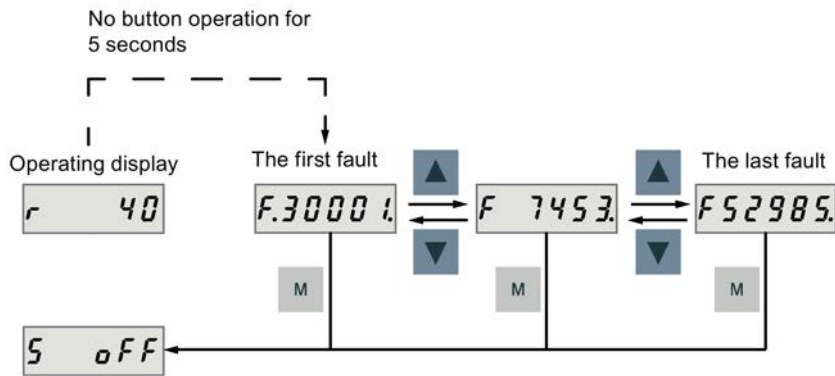 No button operation for
5 seconds
Operating display
The first fault
The last fault
r 40
F.30001.
F 7453.
F52985.
M
M
M
S oFF